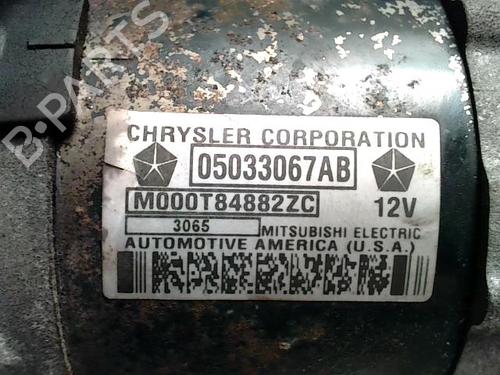 B-PARTS
CHRYSLER CORPORATION
05033067AB
M000T84882ZC 12V
3065 MITSUBISHI ELECTRIC
AUTOMOTIVE AMERICA (U.S.A.)